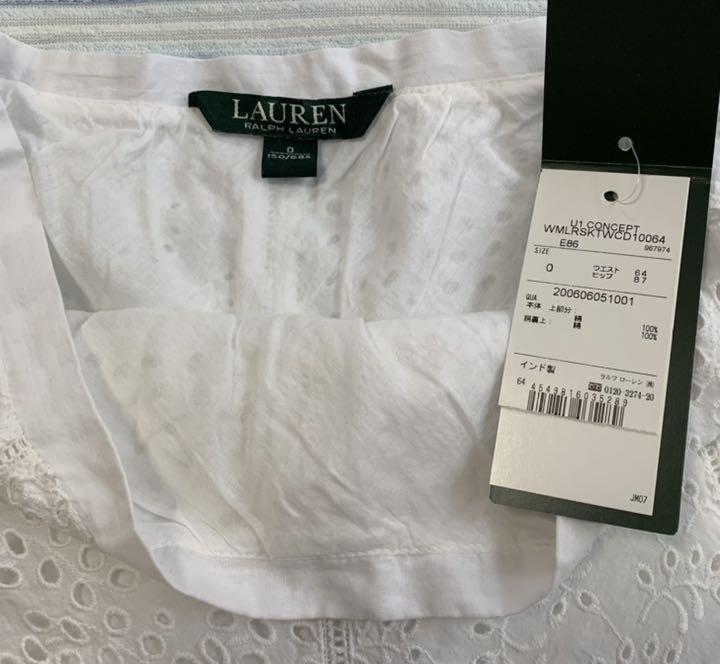 LAUREN
RALPH LAUREN
0
150/68A
U1 CONCEPT
WMLRSKTWCD10064
E86 967974
SIZE
0 ウエスト 64
ヒップ 87
QUA. 200606051001
本体 上部分:
綿 100%
胴裏上: 綿 100%
インド製
ラルフ ローレン ㈱
0120-3274-20
64 4549816035289
JM07